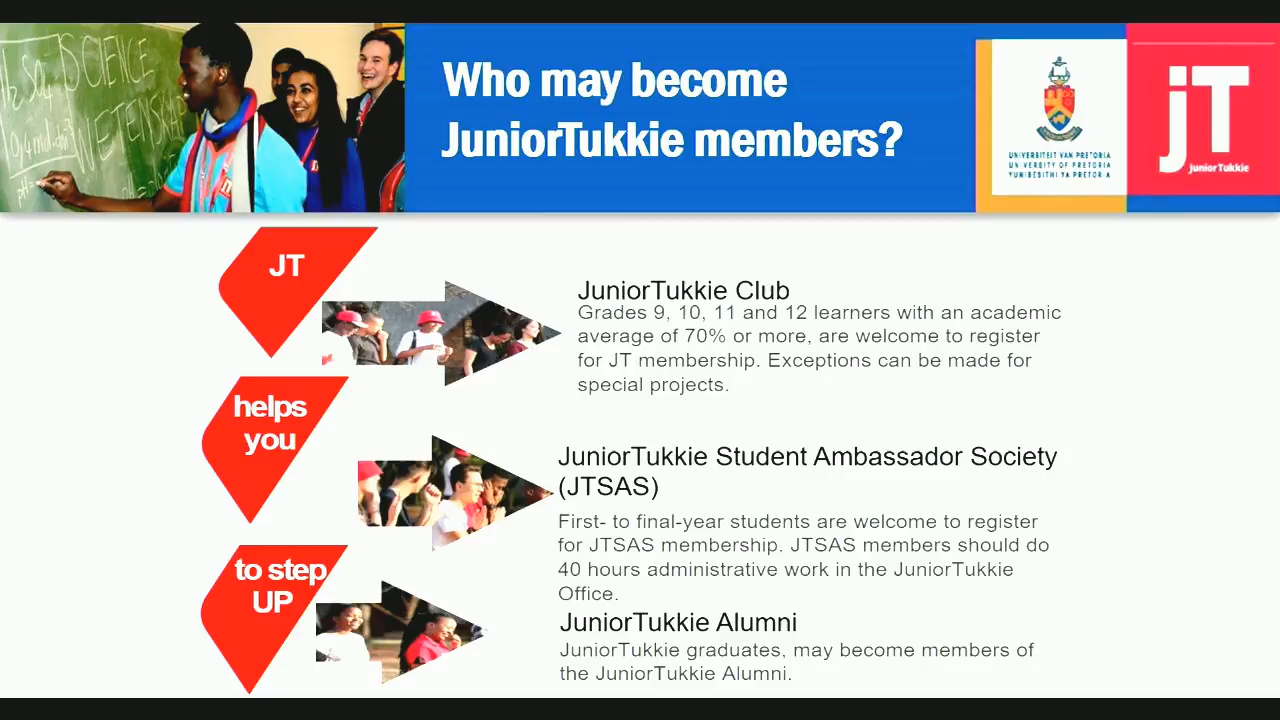 SCIENCE
WETENSKAP
Who may become
JuniorTukkie members?
UNIVERSITEIT VAN PRETORIA
UNIVERSITY OF PRETORIA
YUNIBESITHI YA PRETORIA
jT
JuniorTukkie
JT
JuniorTukkie Club
Grades 9, 10, 11 and 12 learners with an academic
average of 70% or more, are welcome to register
for JT membership. Exceptions can be made for
special projects.
helps
you
JuniorTukkie Student Ambassador Society
(JTSAS)
First- to final-year students are welcome to register
for JTSAS membership. JTSAS members should do
40 hours administrative work in the JuniorTukkie
Office.
to step
UP
JuniorTukkie Alumni
JuniorTukkie graduates, may become members of
the JuniorTukkie Alumni.